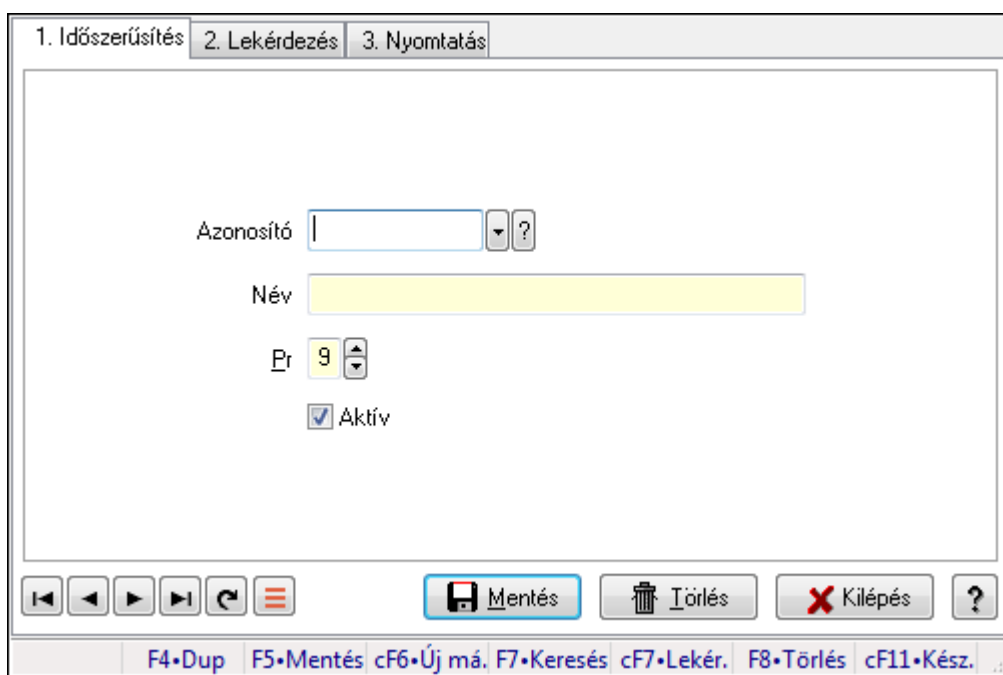 1. Időszerűsítés 2. Lekérdezés 3. Nyomtatás
Azonosító ?
Név
Pr 9
Aktív
Mentés Törlés Kilépés ?
F4•Dup F5•Mentés cF6•Új má. F7•Keresés cF7•Lekér. F8•Törlés cF11•Kész.